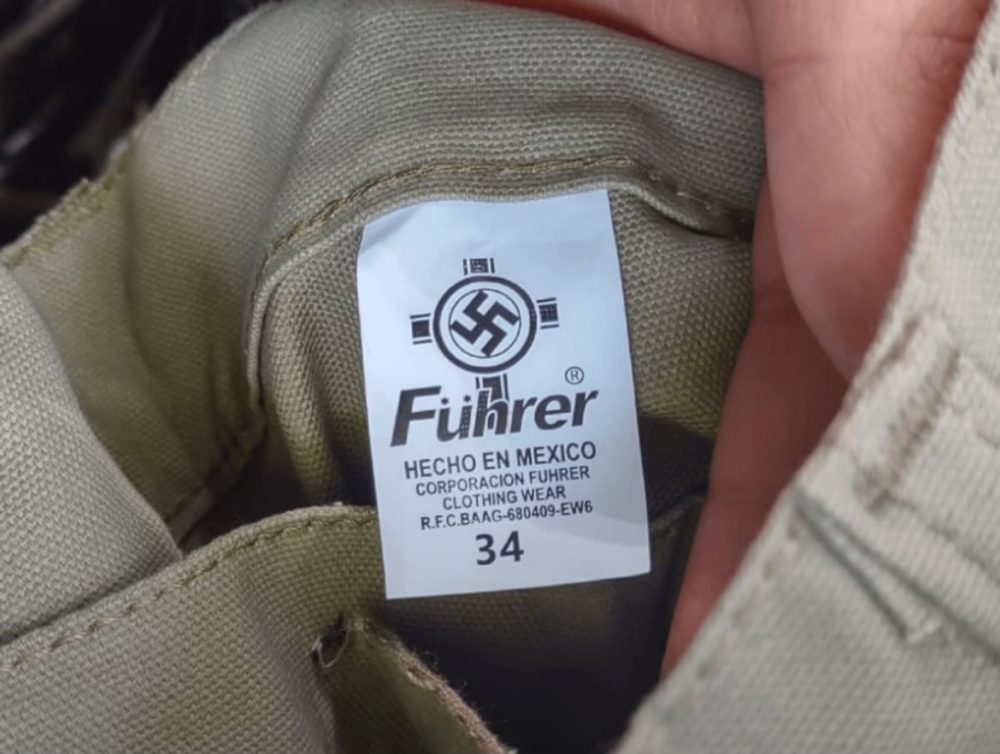 Führer ®
HECHO EN MEXICO
CORPORACION FUHRER
CLOTHING WEAR
R.F.C.BAAG-680409-EW6
34